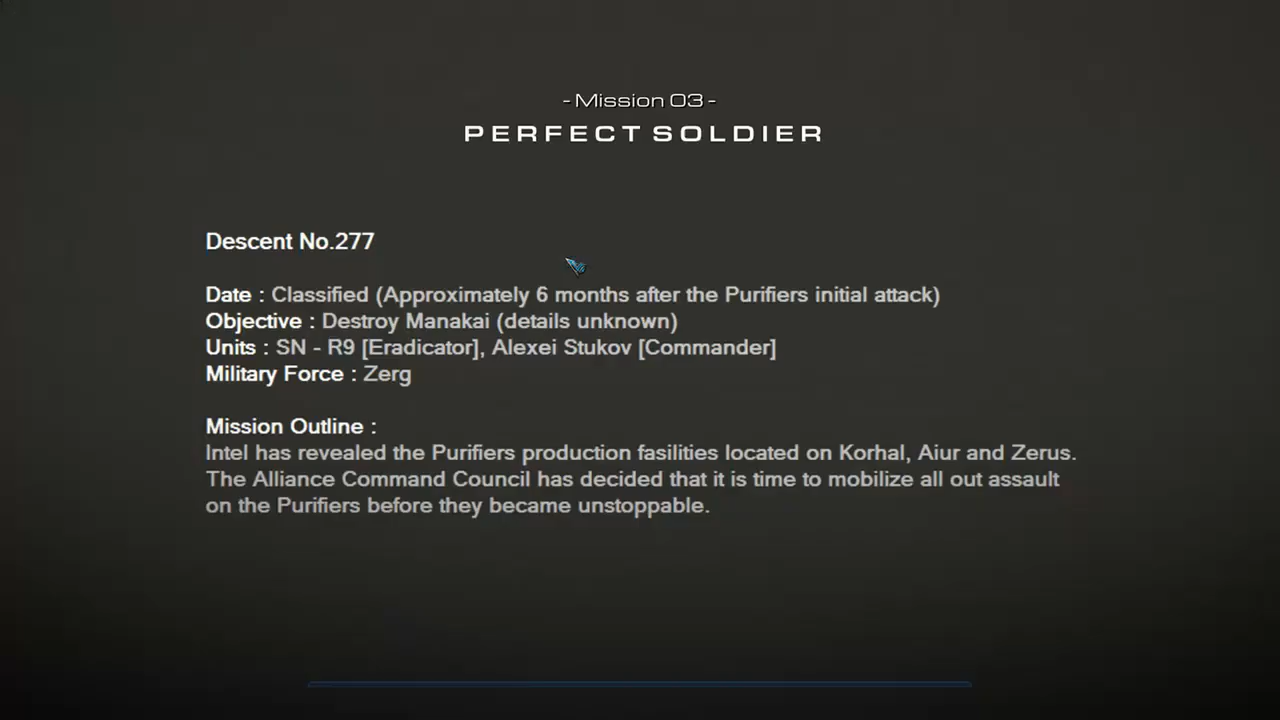 - Mission 03 -
PERFECT SOLDIER
Descent No.277
Date : Classified (Approximately 6 months after the Purifiers initial attack)
Objective : Destroy Manakai (details unknown)
Units : SN - R9 [Eradicator], Alexei Stukov [Commander]
Military Force : Zerg
Mission Outline :
Intel has revealed the Purifiers production fasilities located on Korhal, Aiur and Zerus.
The Alliance Command Council has decided that it is time to mobilize all out assault
on the Purifiers before they became unstoppable.